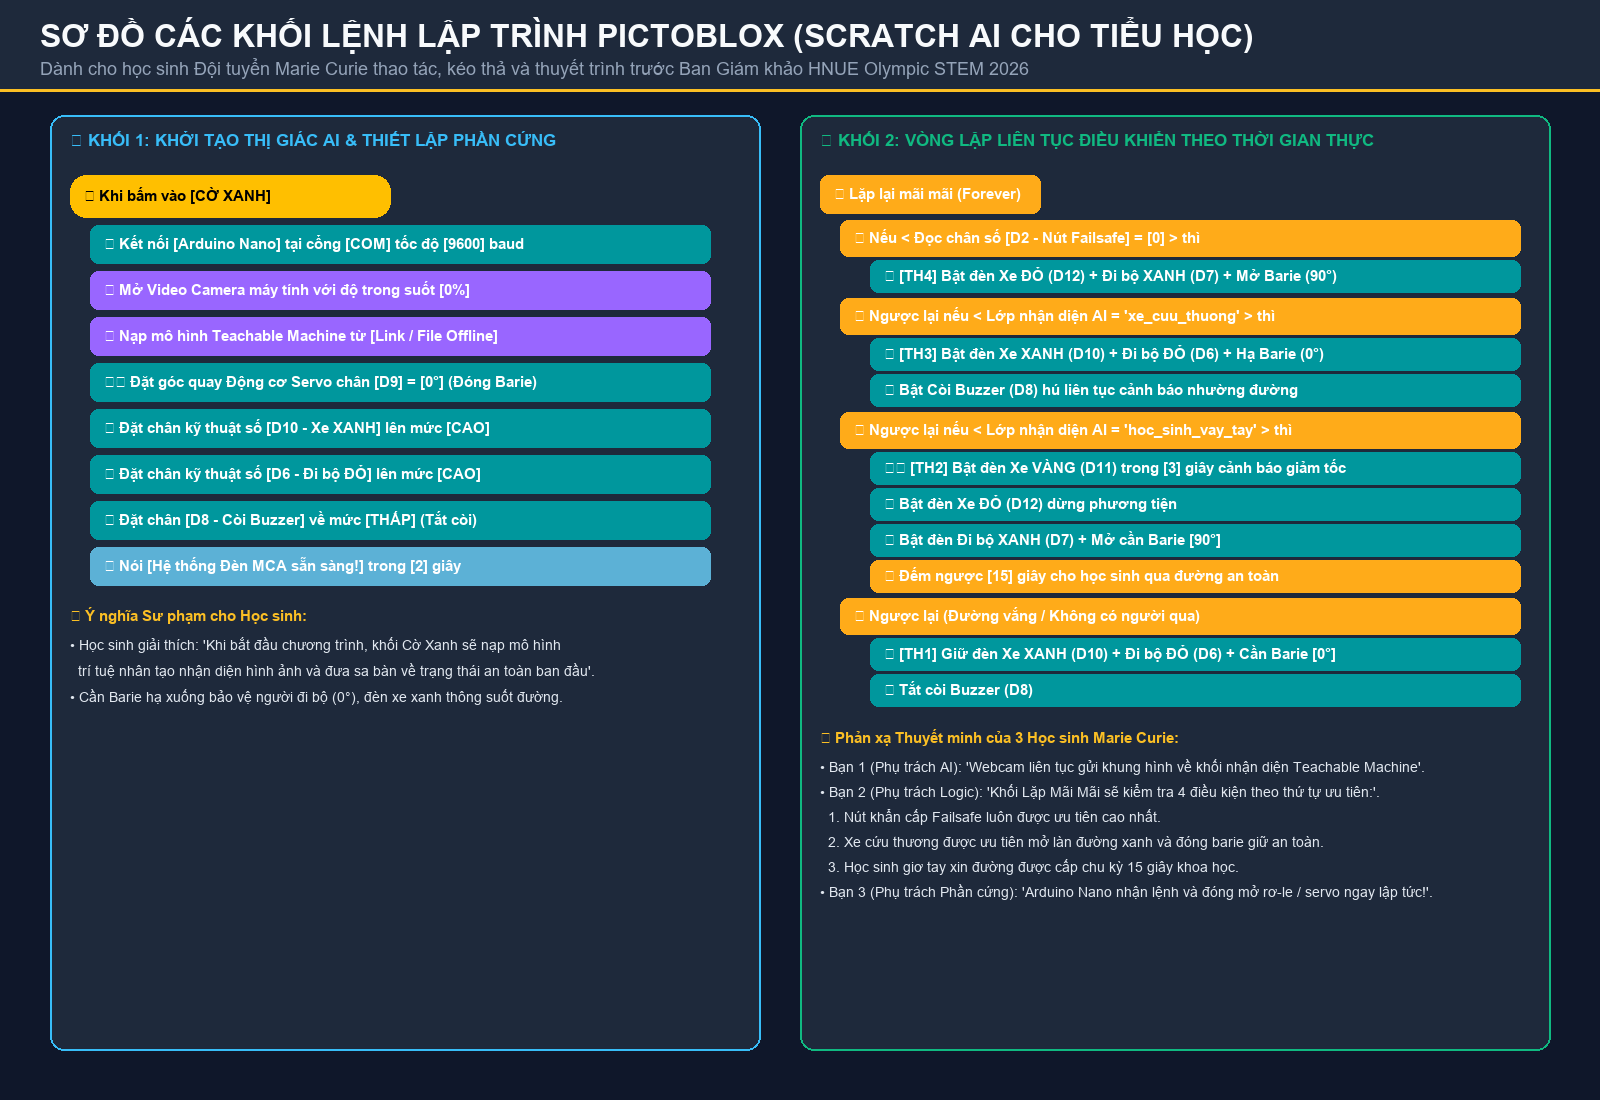 SƠ ĐỒ CÁC KHỐI LỆNH LẬP TRÌNH PICTOBLOX (SCRATCH AI CHO TIỂU HỌC)
Dành cho học sinh Đội tuyển Marie Curie thao tác, kéo thả và thuyết trình trước Ban Giám khảo HNUE Olympic STEM 2026
KHỐI 1: KHỞI TẠO THỊ GIÁC AI & THIẾT LẬP PHẦN CỨNG
Khi bấm vào [CỜ XANH]
Kết nối [Arduino Nano] tại cổng [COM] tốc độ [9600] baud
Mở Video Camera máy tính với độ trong suốt [0%]
Nạp mô hình Teachable Machine từ [Link / File Offline]
Đặt góc quay Động cơ Servo chân [D9] = [0°] (Đóng Barie)
Đặt chân kỹ thuật số [D10 - Xe XANH] lên mức [CAO]
Đặt chân kỹ thuật số [D6 - Đi bộ ĐỎ] lên mức [CAO]
Đặt chân [D8 - Còi Buzzer] về mức [THẤP] (Tắt còi)
Nói [Hệ thống Đèn MCA sẵn sàng!] trong [2] giây
Ý nghĩa Sư phạm cho Học sinh:
• Học sinh giải thích: 'Khi bắt đầu chương trình, khối Cờ Xanh sẽ nạp mô hình
trí tuệ nhân tạo nhận diện hình ảnh và đưa sa bàn về trạng thái an toàn ban đầu'.
• Cần Barie hạ xuống bảo vệ người đi bộ (0°), đèn xe xanh thông suốt đường.
KHỐI 2: VÒNG LẶP LIÊN TỤC ĐIỀU KHIỂN THEO THỜI GIAN THỰC
Lặp lại mãi mãi (Forever)
Nếu < Đọc chân số [D2 - Nút Failsafe] = [0] > thì
[TH4] Bật đèn Xe ĐỎ (D12) + Đi bộ XANH (D7) + Mở Barie (90°)
Ngược lại nếu < Lớp nhận diện AI = 'xe_cuu_thuong' > thì
[TH3] Bật đèn Xe XANH (D10) + Đi bộ ĐỎ (D6) + Hạ Barie (0°)
Bật Còi Buzzer (D8) hú liên tục cảnh báo nhường đường
Ngược lại nếu < Lớp nhận diện AI = 'hoc_sinh_vay_tay' > thì
[TH2] Bật đèn Xe VÀNG (D11) trong [3] giây cảnh báo giảm tốc
Bật đèn Xe ĐỎ (D12) dừng phương tiện
Bật đèn Đi bộ XANH (D7) + Mở cần Barie [90°]
Đếm ngược [15] giây cho học sinh qua đường an toàn
Ngược lại (Đường vắng / Không có người qua)
[TH1] Giữ đèn Xe XANH (D10) + Đi bộ ĐỎ (D6) + Cần Barie [0°]
Tắt còi Buzzer (D8)
Phản xạ Thuyết minh của 3 Học sinh Marie Curie:
• Bạn 1 (Phụ trách AI): 'Webcam liên tục gửi khung hình về khối nhận diện Teachable Machine'.
• Bạn 2 (Phụ trách Logic): 'Khối Lặp Mãi Mãi sẽ kiểm tra 4 điều kiện theo thứ tự ưu tiên:'.
1. Nút khẩn cấp Failsafe luôn được ưu tiên cao nhất.
2. Xe cứu thương được ưu tiên mở làn đường xanh và đóng barie giữ an toàn.
3. Học sinh giơ tay xin đường được cấp chu kỳ 15 giây khoa học.
• Bạn 3 (Phụ trách Phần cứng): 'Arduino Nano nhận lệnh và đóng mở rơ-le / servo ngay lập tức!'.